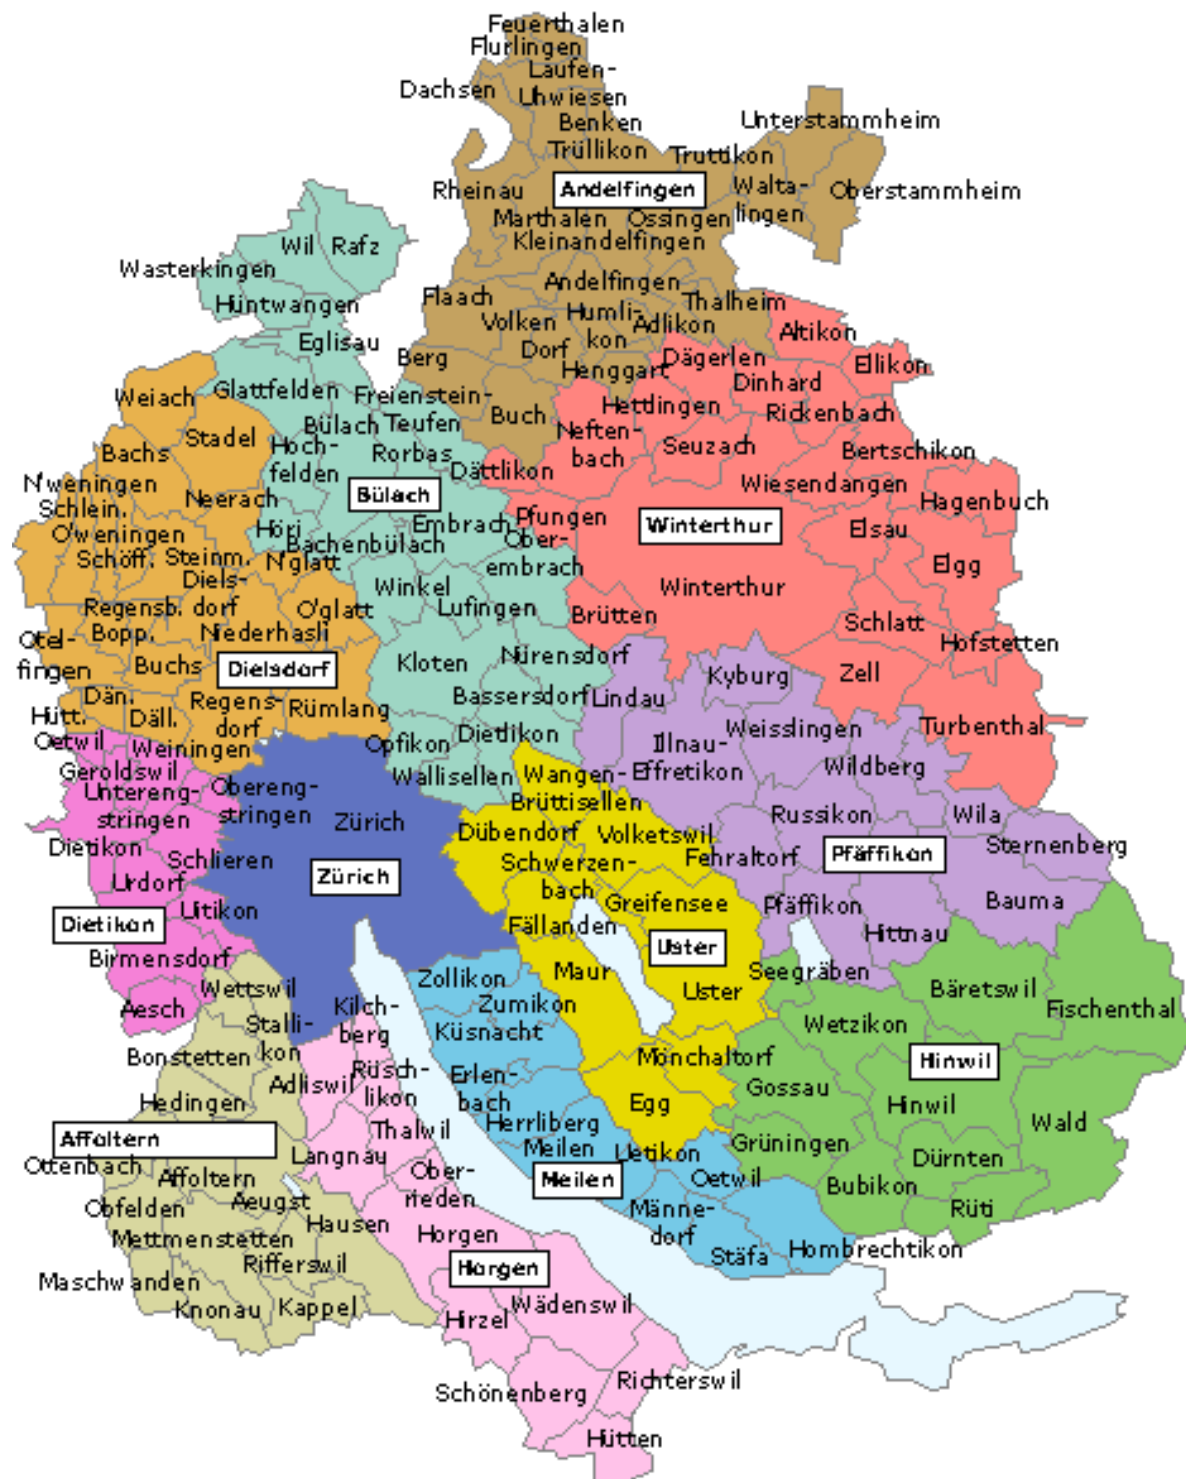 Feuerthalen
Flurlingen
Laufen-
Uhwiesen
Dachsen
Benken
Trüllikon
Truttikon
Unterstammheim
Oberstammheim
Walta-
lingen
Andelfingen
Rheinau
Marthalen
Ossingen
Kleinandelfingen
Andelfingen
Thalheim
Flaach
Volken
Humli-
kon
Adlikon
Dorf
Berg
Henggart
Buch
Wil
Rafz
Wasterkingen
Hüntwangen
Eglisau
Glattfelden
Freienstein-
Teufen
Bülach
Hoch-
felden
Rorbas
Bülach
Höri
Embrach
Bachenbülach
Ober-
embrach
Winkel
Lufingen
Kloten
Nürensdorf
Bassersdorf
Opfikon
Dietlikon
Wallisellen
Weiach
Stadel
Bachs
N'weningen
Neerach
Schlein.
O'weningen
Schöff.
Steinm.
N'glatt
Diels-
dorf
Regensb.
O'glatt
Bopp.
Niederhasli
Otel-
fingen
Buchs
Dielsdorf
Dän.
Hütt.
Däll.
Regens-
dorf
Rümlang
Altikon
Ellikon
Dägerlen
Dinhard
Rickenbach
Hettlingen
Neften-
bach
Seuzach
Bertschikon
Dättlikon
Wiesendangen
Hagenbuch
Pfungen
Winterthur
Elsau
Elgg
Winterthur
Brütten
Schlatt
Hofstetten
Zell
Turbenthal
Lindau
Kyburg
Weisslingen
Illnau-
Effretikon
Wildberg
Russikon
Wila
Sternenberg
Fehraltorf
Pfäffikon
Pfäffikon
Bauma
Hittnau
Oetwil
Weiningen
Geroldswil
Untereng-
stringen
Obereng-
stringen
Dietikon
Schlieren
Urdorf
Uitikon
Dietikon
Birmensdorf
Aesch
Zürich
Zürich
Wangen-
Brüttisellen
Dübendorf
Volketswil
Schwerzen-
bach
Greifensee
Fällanden
Uster
Maur
Uster
Mönchaltorf
Egg
Seegräben
Bäretswil
Fischenthal
Wetzikon
Hinwil
Gossau
Hinwil
Wald
Grüningen
Dürnten
Bubikon
Rüti
Zollikon
Zumikon
Küsnacht
Erlen-
bach
Herrliberg
Meilen
Uetikon
Oetwil
Meilen
Männe-
dorf
Stäfa
Hombrechtikon
Wettswil
Stalli-
kon
Bonstetten
Hedingen
Affoltern
Ottenbach
Affoltern
Aeugst
Obfelden
Hausen
Mettmenstetten
Rifferswil
Maschwanden
Knonau
Kappel
Kilch-
berg
Adliswil
Rüsch-
likon
Thalwil
Langnau
Ober-
rieden
Horgen
Horgen
Hirzel
Wädenswil
Schönenberg
Richterswil
Hütten